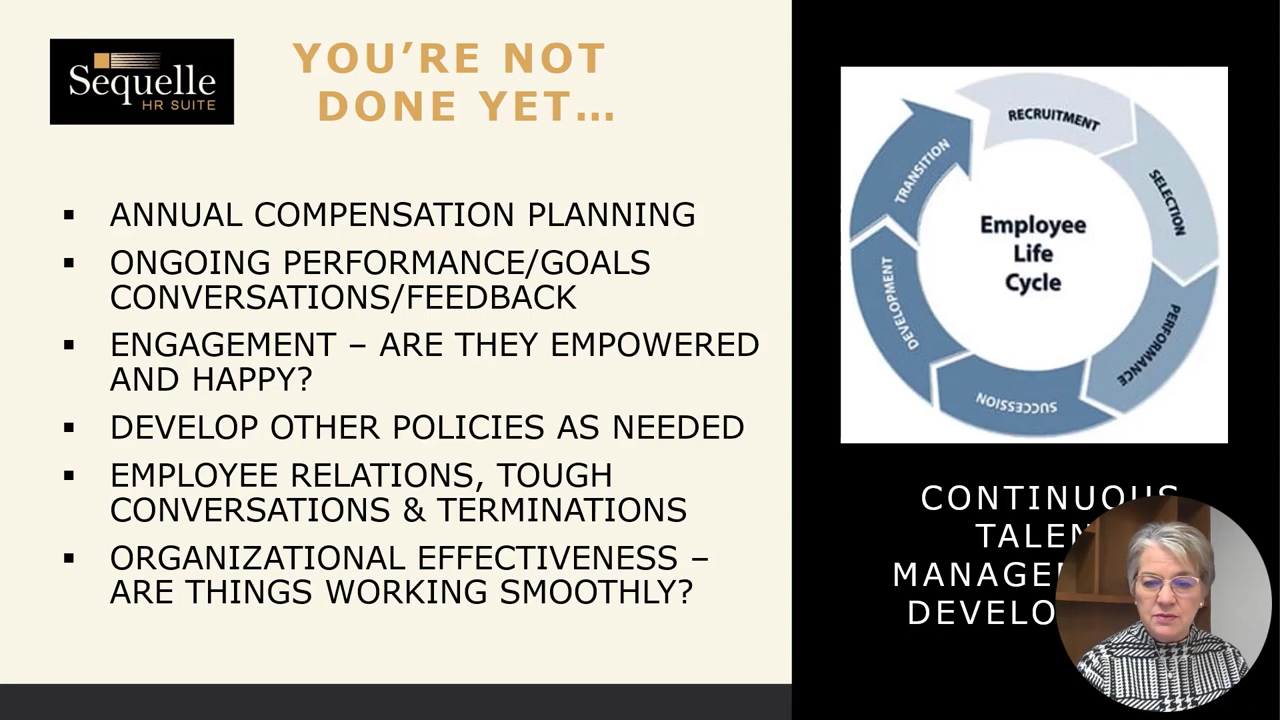 Sequelle
HR SUITE
YOU’RE NOT
DONE YET…
▪ ANNUAL COMPENSATION PLANNING
▪ ONGOING PERFORMANCE/GOALS
CONVERSATIONS/FEEDBACK
▪ ENGAGEMENT – ARE THEY EMPOWERED
AND HAPPY?
▪ DEVELOP OTHER POLICIES AS NEEDED
▪ EMPLOYEE RELATIONS, TOUGH
CONVERSATIONS & TERMINATIONS
▪ ORGANIZATIONAL EFFECTIVENESS –
ARE THINGS WORKING SMOOTHLY?
RECRUITMENT
SELECTION
PERFORMANCE
SUCCESSION
DEVELOPMENT
TRANSITION
Employee
Life
Cycle
CONTINUOUS